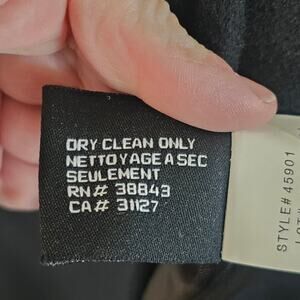 DRY CLEAN ONLY
NETTOYAGE A SEC
SEULEMENT
RN# 38843
CA# 31127
STYLE# 45901